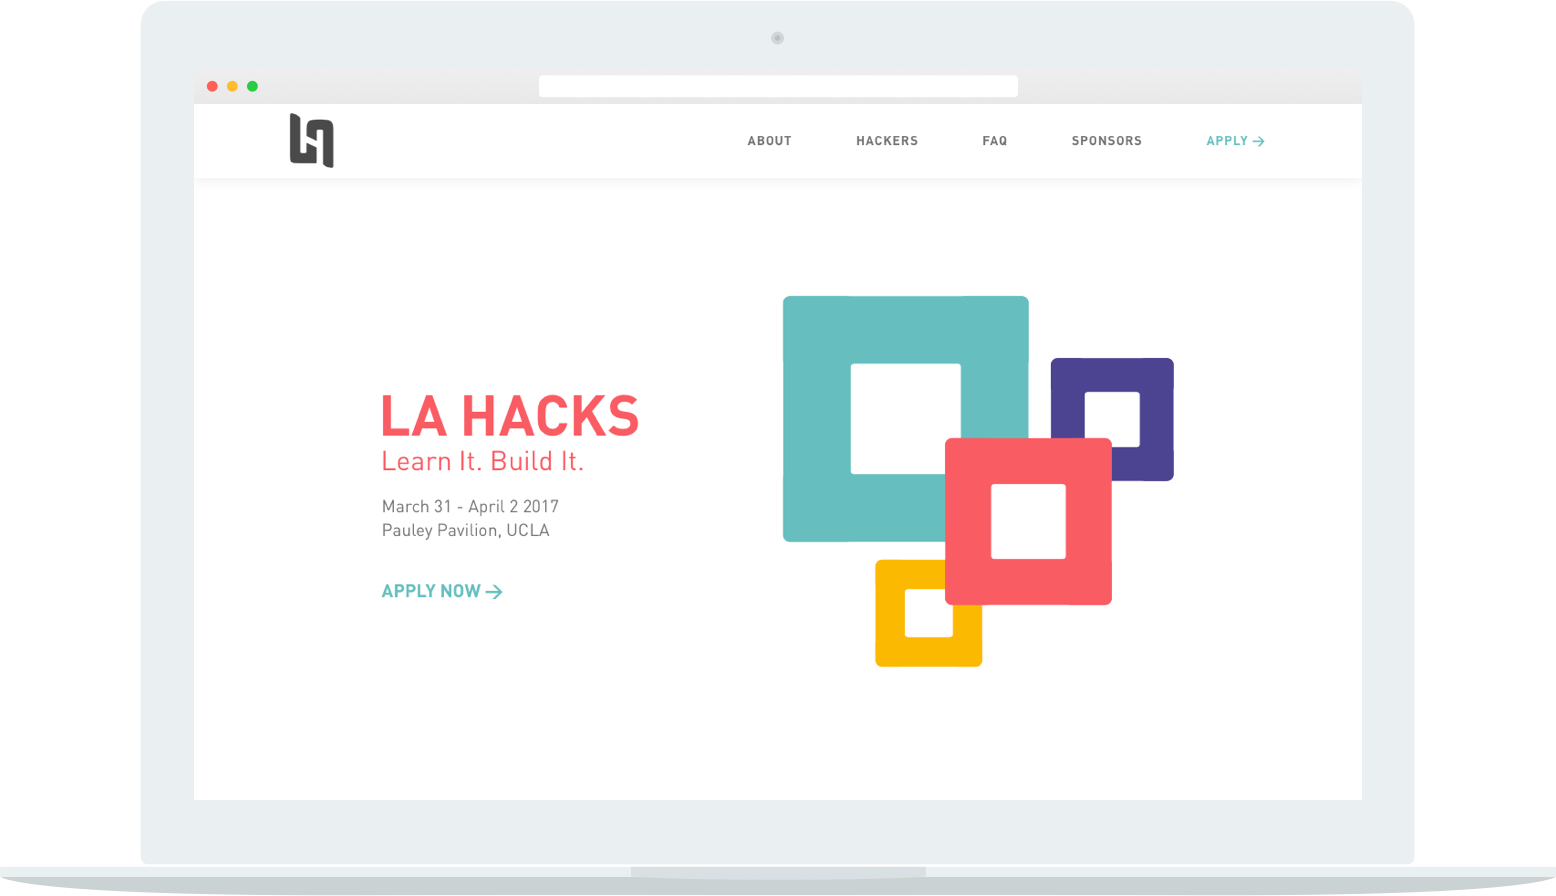 ABOUT HACKERS FAQ SPONSORS APPLY →
LA HACKS
Learn It. Build It.
March 31 - April 2 2017
Pauley Pavilion, UCLA
APPLY NOW →